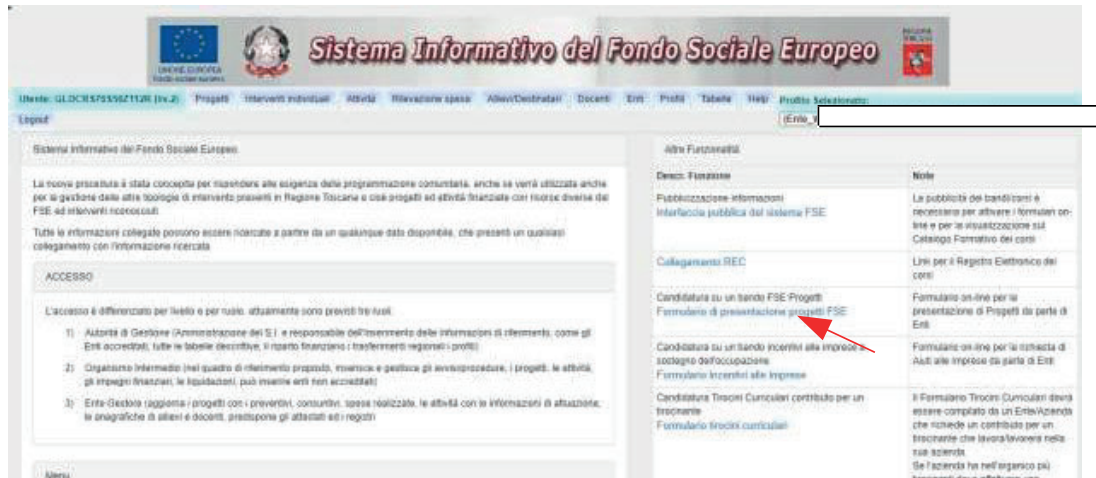 UNIONE EUROPEA
Fondo sociale europeo
Sistema Informativo del Fondo Sociale Europeo
REGIONE TOSCANA
(liv.2) Progetti Interventi individuali Attività Rilevazione spesa Allievi/Destinatari Docenti Enti Profili Tabelle Help Profilo Selezionato:
Logout
Sistema Informativo del Fondo Sociale Europeo
La nuova procedura è stata concepita per rispondere alle esigenze della programmazione comunitaria, anche se verrà utilizzata anche
per la gestione delle altre tipologie di intervento presenti in Regione Toscana e cioè progetti ed attività finanziate con risorse diverse dal
FSE ed interventi riconosciuti
Tutte le informazioni collegate possono essere ricercate a partire da un qualunque dato disponibile, che presenti un qualsiasi
collegamento con l'informazione ricercata.
ACCESSO
L'accesso è differenziato per livello e per ruolo, attualmente sono previsti tre ruoli:
1) Autorità di Gestione (Amministrazione del S.I. e responsabile dell'inserimento delle informazioni di riferimento, come gli
Enti accreditati, tutte le tabelle descrittive, il riparto finanziario i trasferimenti regionali i profili)
2) Organismo Intermedio (nel quadro di riferimento proposto, inserisce e gestisce gli avvisi/procedure, i progetti, le attività,
gli impegni finanziari, le liquidazioni, può inserire enti non accreditati)
3) Ente Gestore (aggiorna i progetti con i preventivi, consuntivi, spese realizzate, le attività con le informazioni di attuazione,
le anagrafiche di allievi e docenti, predispone gli attestati ed i registri
Menu
Altre Funzionalità
Descr. Funzione Note
Pubblicizzazione informazioni
Interfaccia pubblica del sistema FSE
La pubblicità dei bandi/corsi è
necessaria per attivare i formulari on-
line e per la visualizzazione sul
Catalogo Formativo dei corsi
Collegamento REC
Link per il Registro Elettronico dei
corsi
Candidatura su un bando FSE Progetti
Formulario di presentazione progetti FSE
Formulario on-line per la
presentazione di Progetti da parte di
Enti
Candidatura su un bando incentivi alle imprese a
sostegno dell'occupazione
Formulario Incentivi alle Imprese
Formulario on-line per la richiesta di
Aiuti alle imprese da parte di Enti
Candidatura Tirocini Curriculari contributo per un
tirocinante
Formulario tirocini curriculari
Il Formulario Tirocini Curriculari dovrà
essere compilato da un Ente/Azienda
che richiede un contributo per un
tirocinante che lavora/lavorerà nella
sua azienda.
Se l'azienda ha nell'organico più